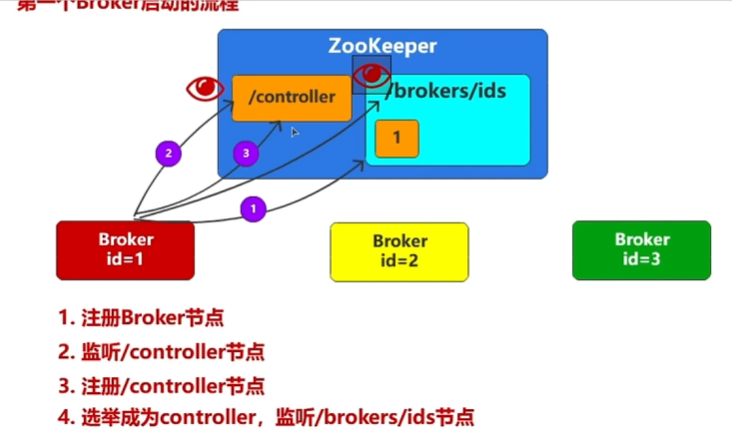 第一个Broker启动的流程
ZooKeeper
/controller
/brokers/ids
1
2
3
1
Broker
id=1
Broker
id=2
Broker
id=3
1. 注册Broker节点
2. 监听/controller节点
3. 注册/controller节点
4. 选举成为controller，监听/brokers/ids节点